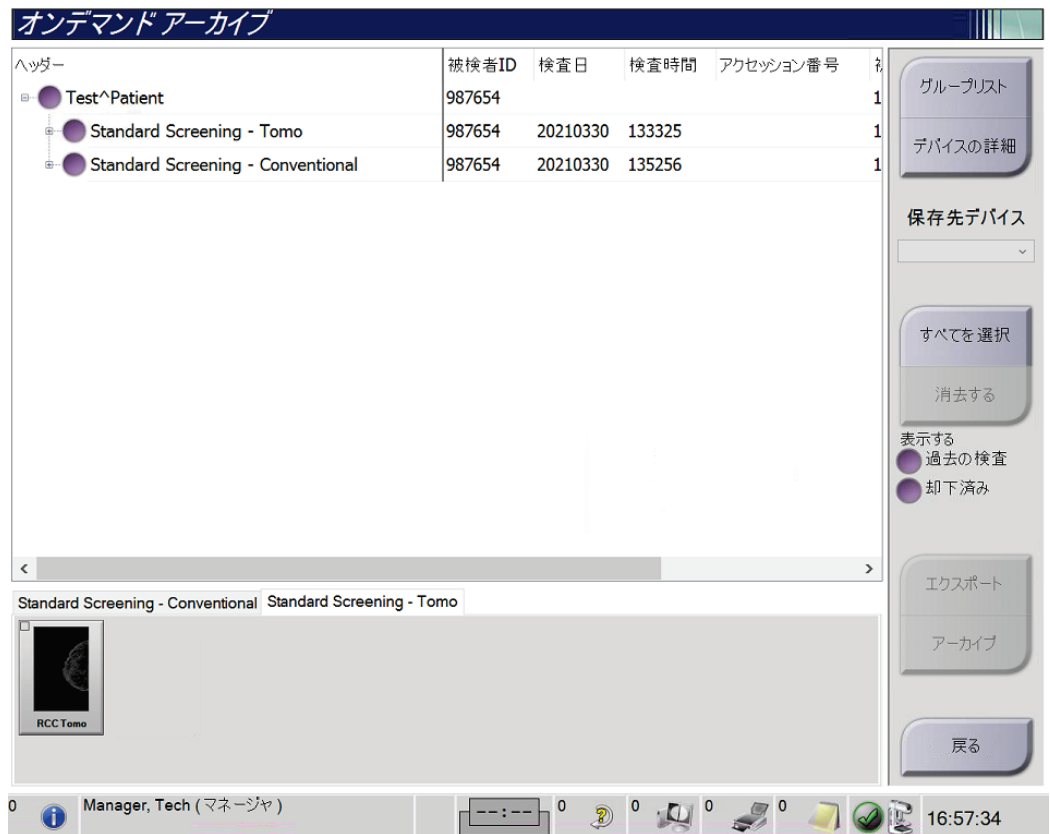 オンデマンド アーカイブ
ヘッダー 被検者ID 検査日 検査時間 アクセッション番号
Test^Patient 987654 1
Standard Screening - Tomo 987654 20210330 133325 1
Standard Screening - Conventional 987654 20210330 135256 1
グループリスト
デバイスの詳細
保存先デバイス
すべてを選択
消去する
表示する
過去の検査
却下済み
エクスポート
アーカイブ
戻る
Standard Screening - Conventional Standard Screening - Tomo
RCC Tomo
0 Manager, Tech (マネージャ) --:-- 0 0 0 0 16:57:34